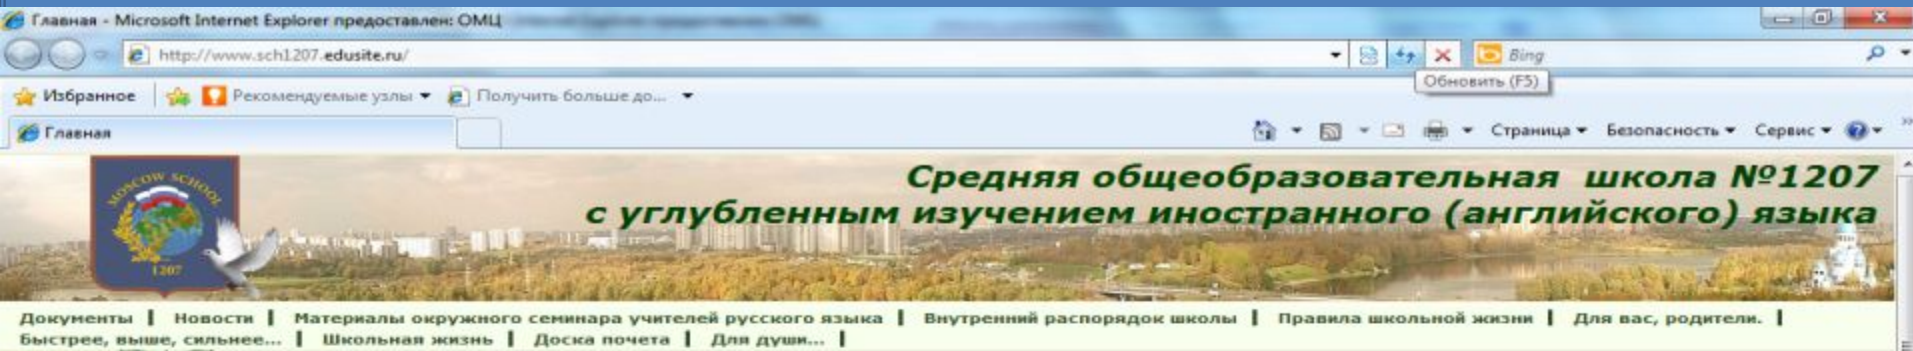 Главная - Microsoft Internet Explorer предоставлен: ОМЦ
http://www.sch1207.edusite.ru/
Bing
Обновить (F5)
Избранное Рекомендуемые узлы Получить больше до...
Главная
Страница Безопасность Сервис
MOSCOW SCHOOL
1207
Средняя общеобразовательная школа №1207
с углубленным изучением иностранного (английского) языка
Документы | Новости | Материалы окружного семинара учителей русского языка | Внутренний распорядок школы | Правила школьной жизни | Для вас, родители. |
Быстрее, выше, сильнее... | Школьная жизнь | Доска почета | Для души... |